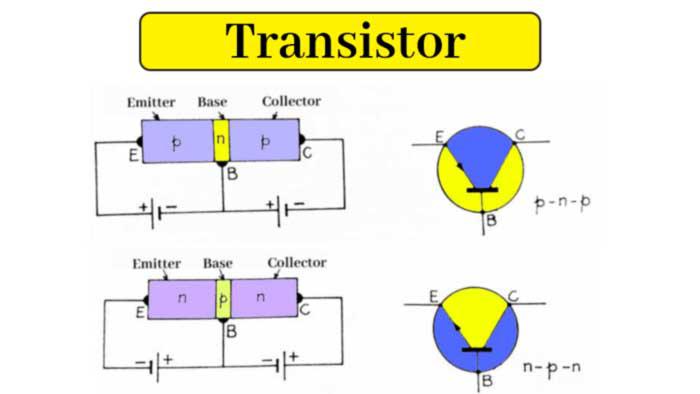 Transistor
Emitter Base Collector
p n p
E C
B
+ - + -
E C
B
p-n-p
Emitter Base Collector
n p n
E C
B
- + - +
E C
B
n-p-n